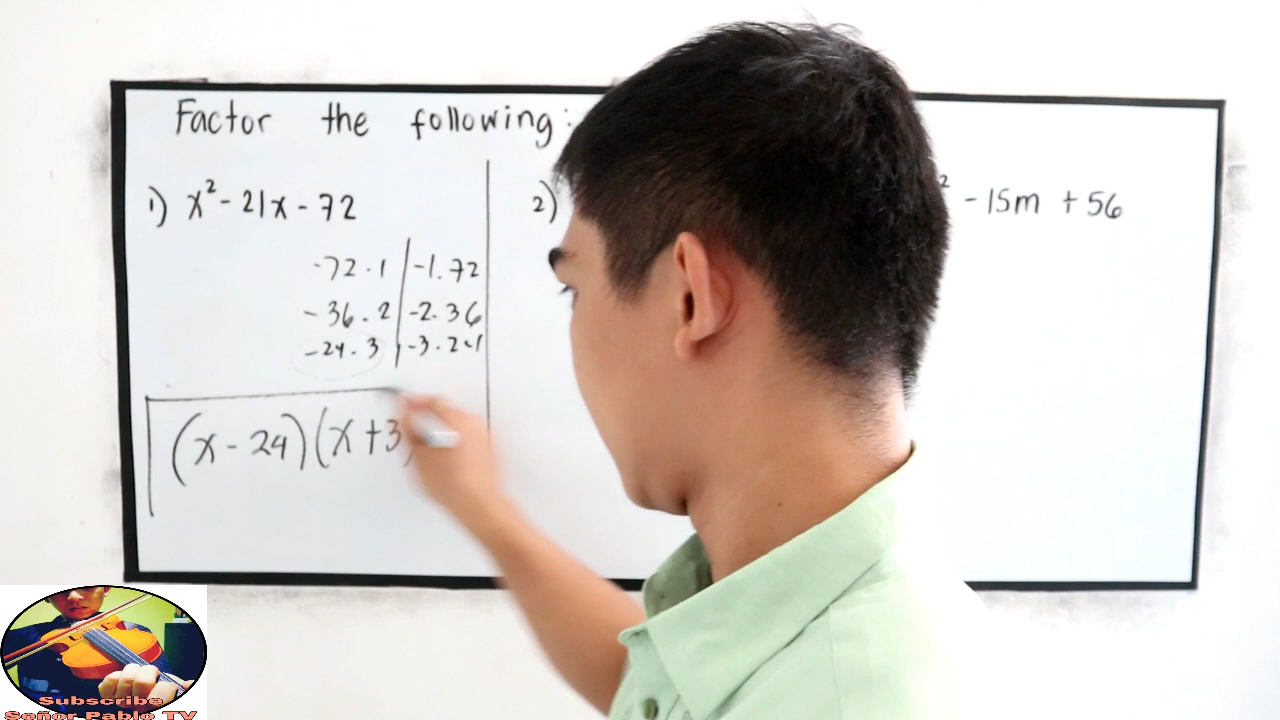 Factor the following:
1) x² - 21x - 72
-72 . 1 | -1 . 72
-36 . 2 | -2 . 36
-24 . 3 | -3 . 24
(x - 24)(x + 3)
2)
² - 15m + 56
Subscribe
Señor Pablo TV